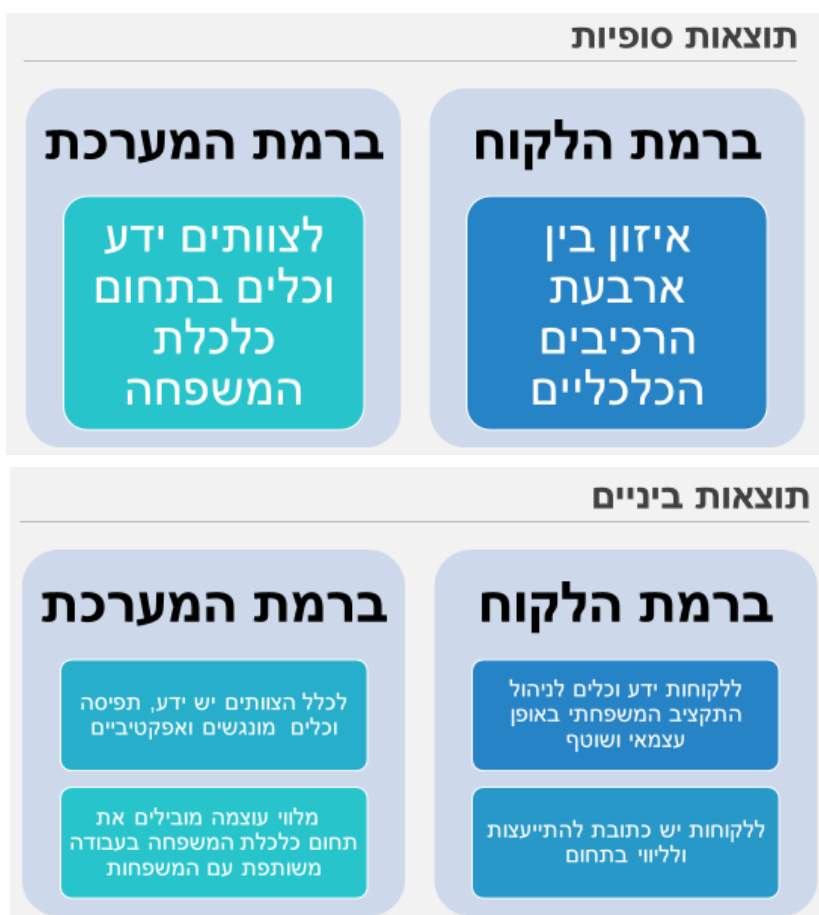 תוצאות סופיות
ברמת הלקוח
איזון בין
ארבעת
הרכיבים
הכלכליים
ברמת המערכת
לצוותים ידע
וכלים בתחום
כלכלת
המשפחה
תוצאות ביניים
ברמת הלקוח
ללקוחות ידע וכלים לניהול
התקציב המשפחתי באופן
עצמאי ושוטף
ללקוחות יש כתובת להתייעצות
ולליווי בתחום
ברמת המערכת
לכלל הצוותים יש ידע, תפיסה
וכלים מונגשים ואפקטיביים
מלווי עוצמה מובילים את
תחום כלכלת המשפחה בעבודה
משותפת עם המשפחות